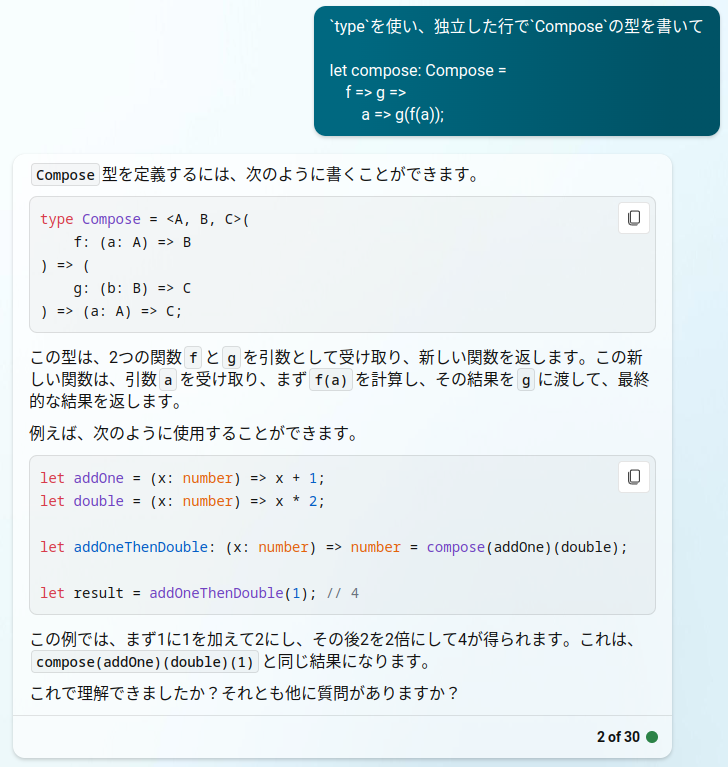 `type`を使い、独立した行で`Compose`の型を書いて
let compose: Compose =
f => g =>
a => g(f(a));
Compose 型を定義するには、次のように書くことができます。
type Compose = <A, B, C>(
f: (a: A) => B
) => (
g: (b: B) => C
) => (a: A) => C;
この型は、2つの関数 f と g を引数として受け取り、新しい関数を返します。この新
しい関数は、引数 a を受け取り、まず f(a) を計算し、その結果を g に渡して、最終
的な結果を返します。
例えば、次のように使用することができます。
let addOne = (x: number) => x + 1;
let double = (x: number) => x * 2;
let addOneThenDouble: (x: number) => number = compose(addOne)(double);
let result = addOneThenDouble(1); // 4
この例では、まず1に1を加えて2にし、その後2を2倍にして4が得られます。これは、
compose(addOne)(double)(1) と同じ結果になります。
これで理解できましたか？それとも他に質問がありますか？
2 of 30